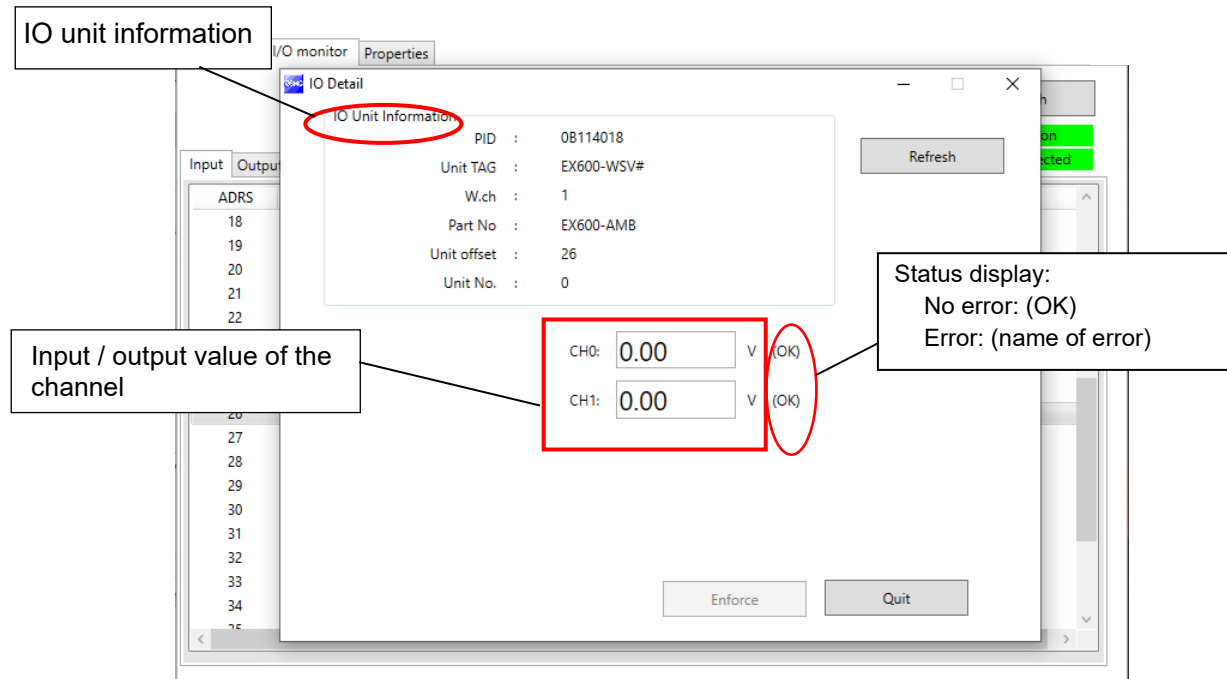 IO unit information
I/O monitor Properties
IO Detail
IO Unit Information
PID : 0B114018
Unit TAG : EX600-WSV#
W.ch : 1
Part No : EX600-AMB
Unit offset : 26
Unit No. : 0
Refresh
Input Output
ADRS
18
19
20
21
22
Status display:
No error: (OK)
Error: (name of error)
Input / output value of the
channel
CH0: 0.00 V (OK)
CH1: 0.00 V (OK)
26
27
28
29
30
31
32
33
34
Enforce Quit